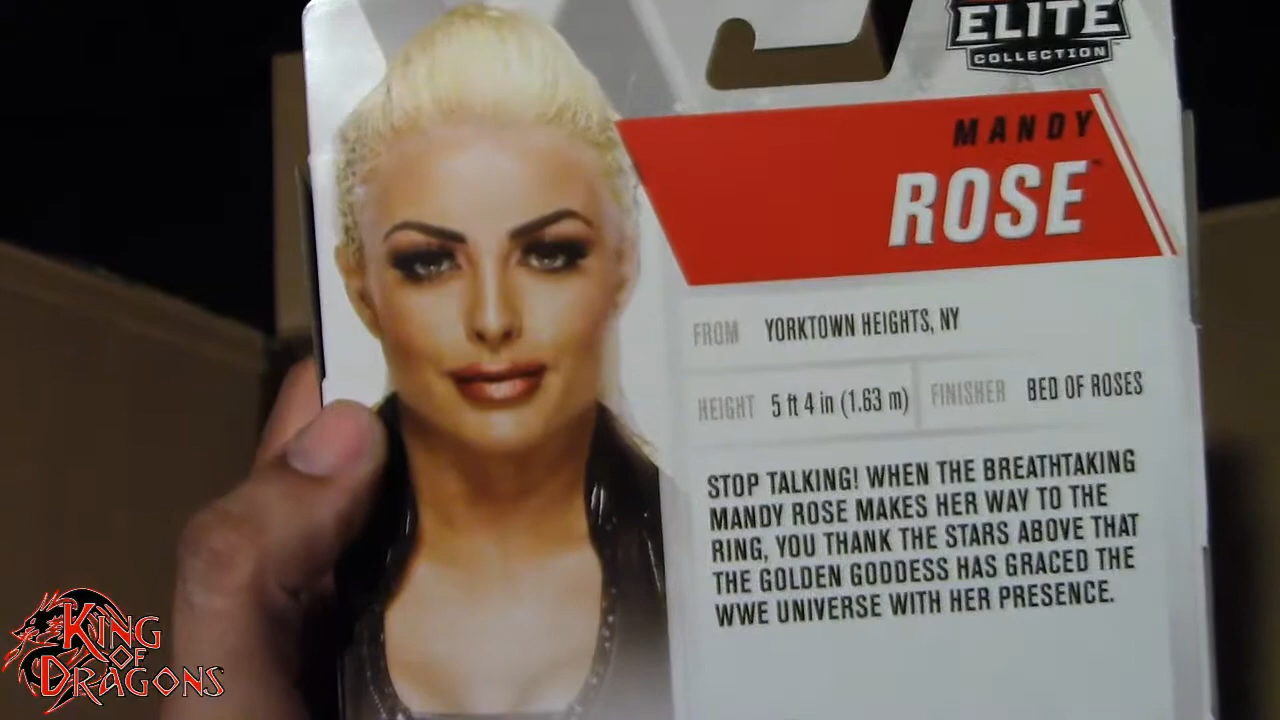 ELITE
COLLECTION™
MANDY
ROSE™
FROM YORKTOWN HEIGHTS, NY
HEIGHT 5 ft 4 in (1.63 m) FINISHER BED OF ROSES
STOP TALKING! WHEN THE BREATHTAKING
MANDY ROSE MAKES HER WAY TO THE
RING, YOU THANK THE STARS ABOVE THAT
THE GOLDEN GODDESS HAS GRACED THE
WWE UNIVERSE WITH HER PRESENCE.
KING
OF
DRAGONS